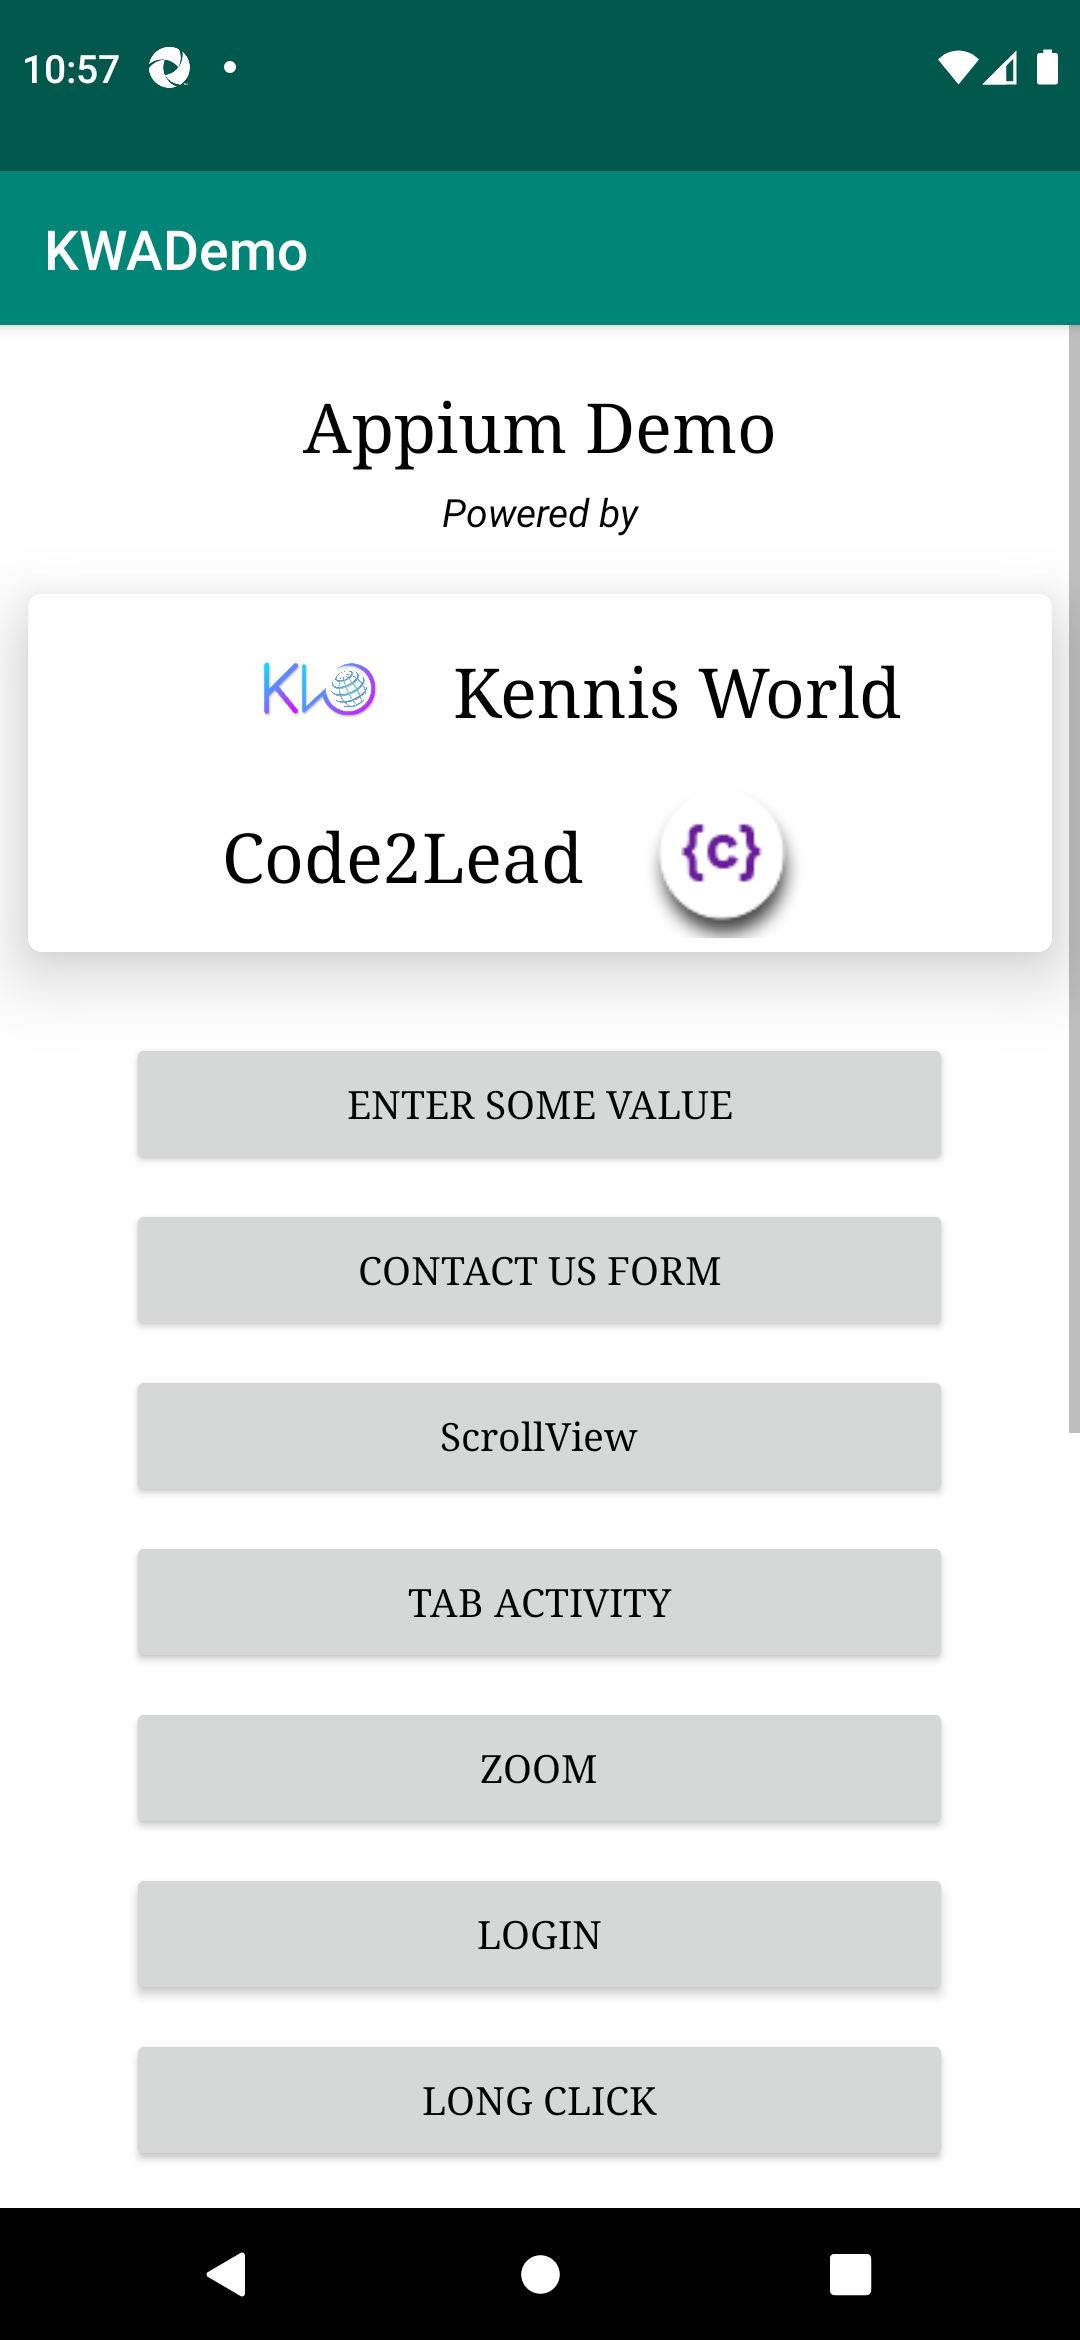 10:57
KWADemo
Appium Demo
Powered by
KWO Kennis World
Code2Lead {c}
ENTER SOME VALUE
CONTACT US FORM
ScrollView
TAB ACTIVITY
ZOOM
LOGIN
LONG CLICK